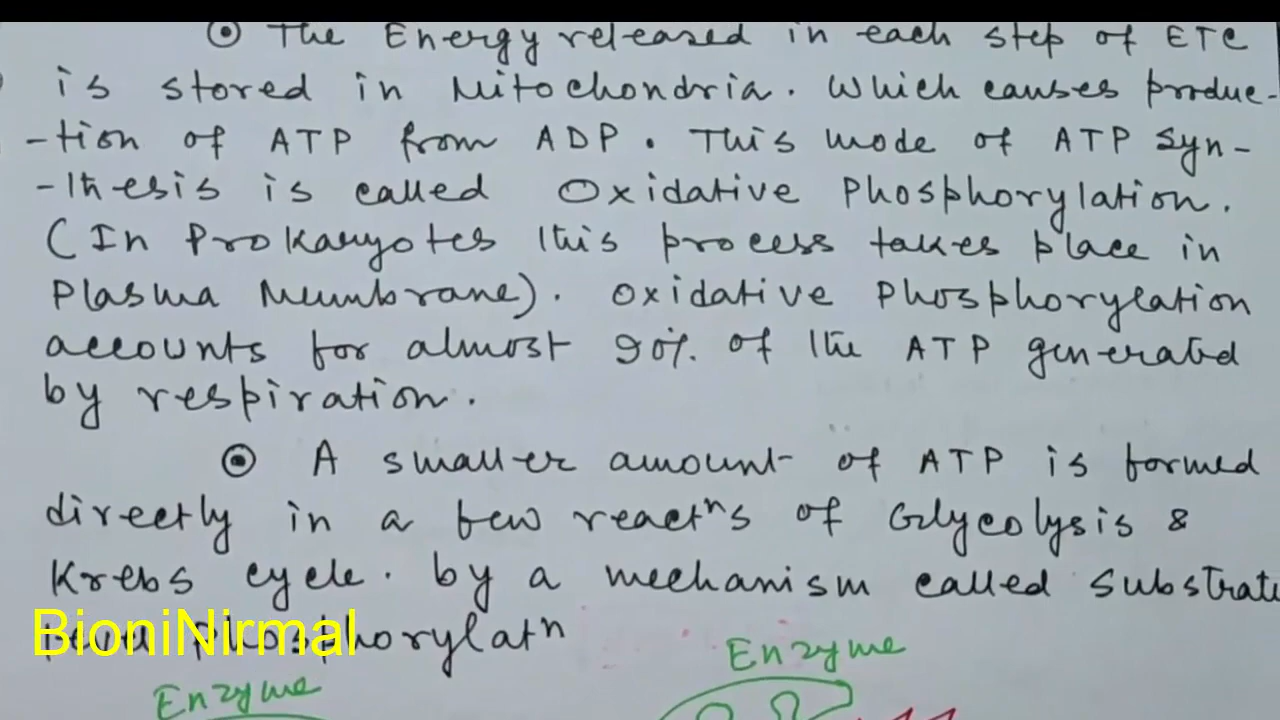 ⊙ The Energy released in each step of ETC
is stored in Mitochondria. Which causes produc-
-tion of ATP from ADP. This mode of ATP Syn-
-thesis is called Oxidative Phosphorylation.
(In Prokaryotes this process takes place in
Plasma Membrane). Oxidative Phosphorylation
accounts for almost 90% of the ATP generated
by respiration.
⊙ A smaller amount of ATP is formed
directly in a few reactⁿs of Glycolysis &
Krebs cycle. by a mechanism called Substrate
Phosphorylatⁿ
BioniNirmal
Enzyme
Enzyme